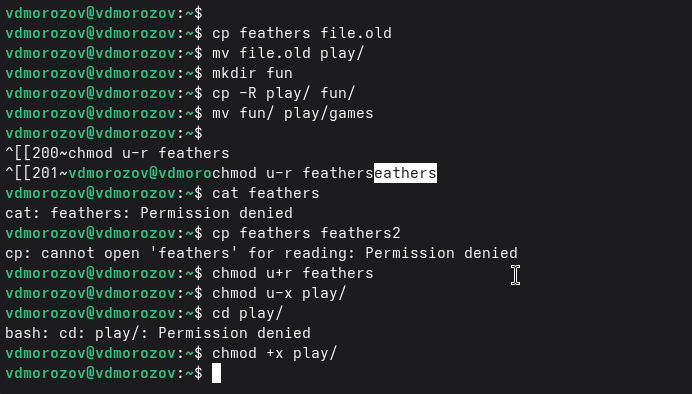 vdmorozov@vdmorozov:~$
vdmorozov@vdmorozov:~$ cp feathers file.old
vdmorozov@vdmorozov:~$ mv file.old play/
vdmorozov@vdmorozov:~$ mkdir fun
vdmorozov@vdmorozov:~$ cp -R play/ fun/
vdmorozov@vdmorozov:~$ mv fun/ play/games
vdmorozov@vdmorozov:~$
^[[200~chmod u-r feathers
^[[201~vdmorozov@vdmorochmod u-r featherseathers
vdmorozov@vdmorozov:~$ cat feathers
cat: feathers: Permission denied
vdmorozov@vdmorozov:~$ cp feathers feathers2
cp: cannot open 'feathers' for reading: Permission denied
vdmorozov@vdmorozov:~$ chmod u+r feathers
vdmorozov@vdmorozov:~$ chmod u-x play/
vdmorozov@vdmorozov:~$ cd play/
bash: cd: play/: Permission denied
vdmorozov@vdmorozov:~$ chmod +x play/
vdmorozov@vdmorozov:~$